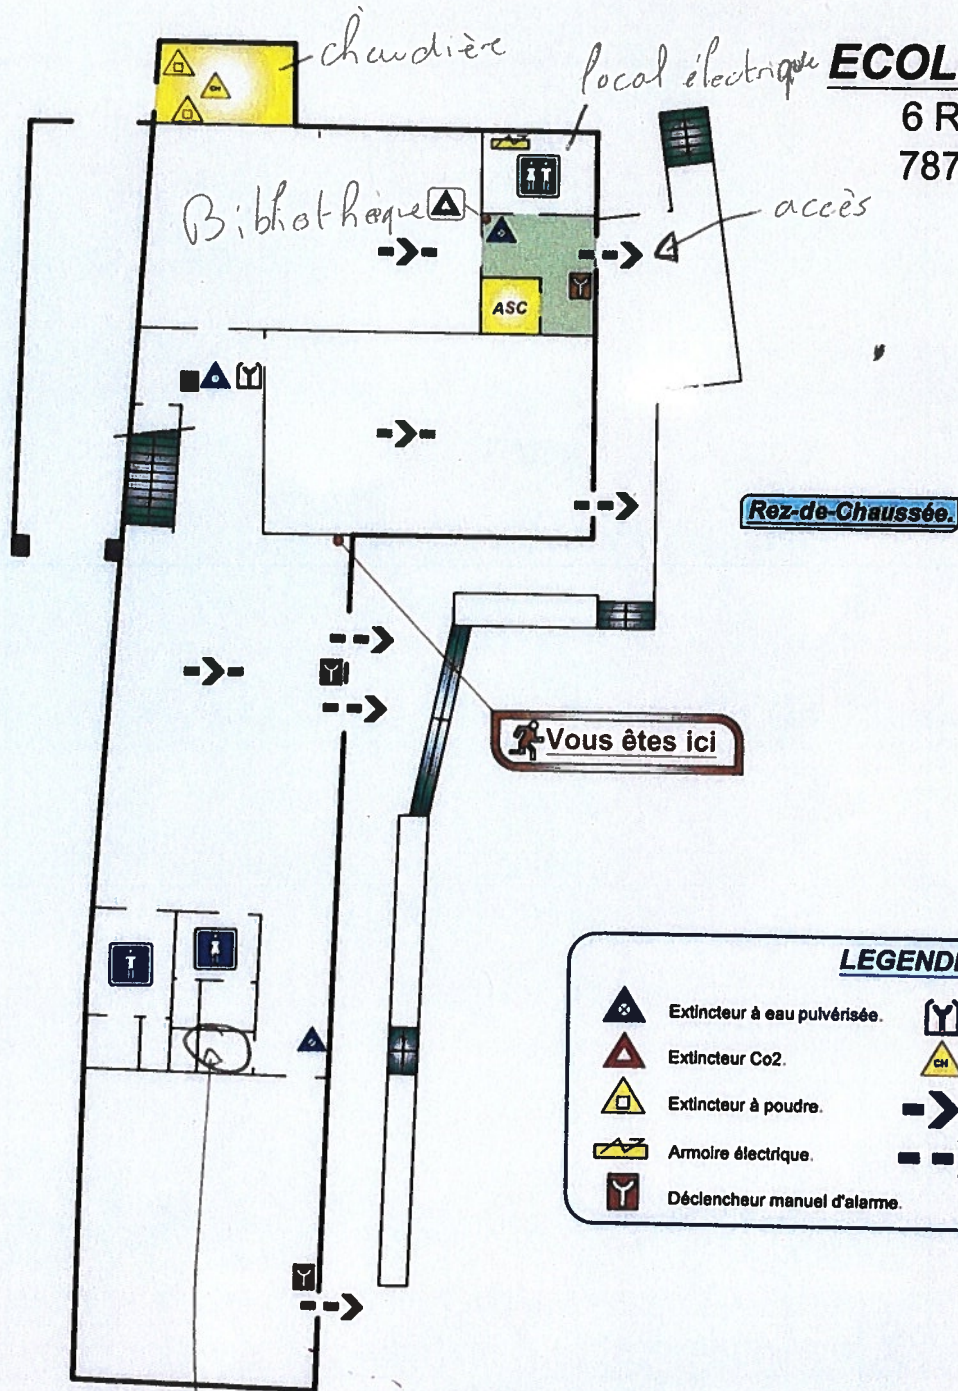 chaudière
local électrique
ECOL
6 R
787
Bibliothèque
accès
CH
ASC
Rez-de-Chaussée.
Vous êtes ici
LEGENDE
Extincteur à eau pulvérisée.
Extincteur Co2.
CH
Extincteur à poudre.
Armoire électrique.
Déclencheur manuel d'alarme.